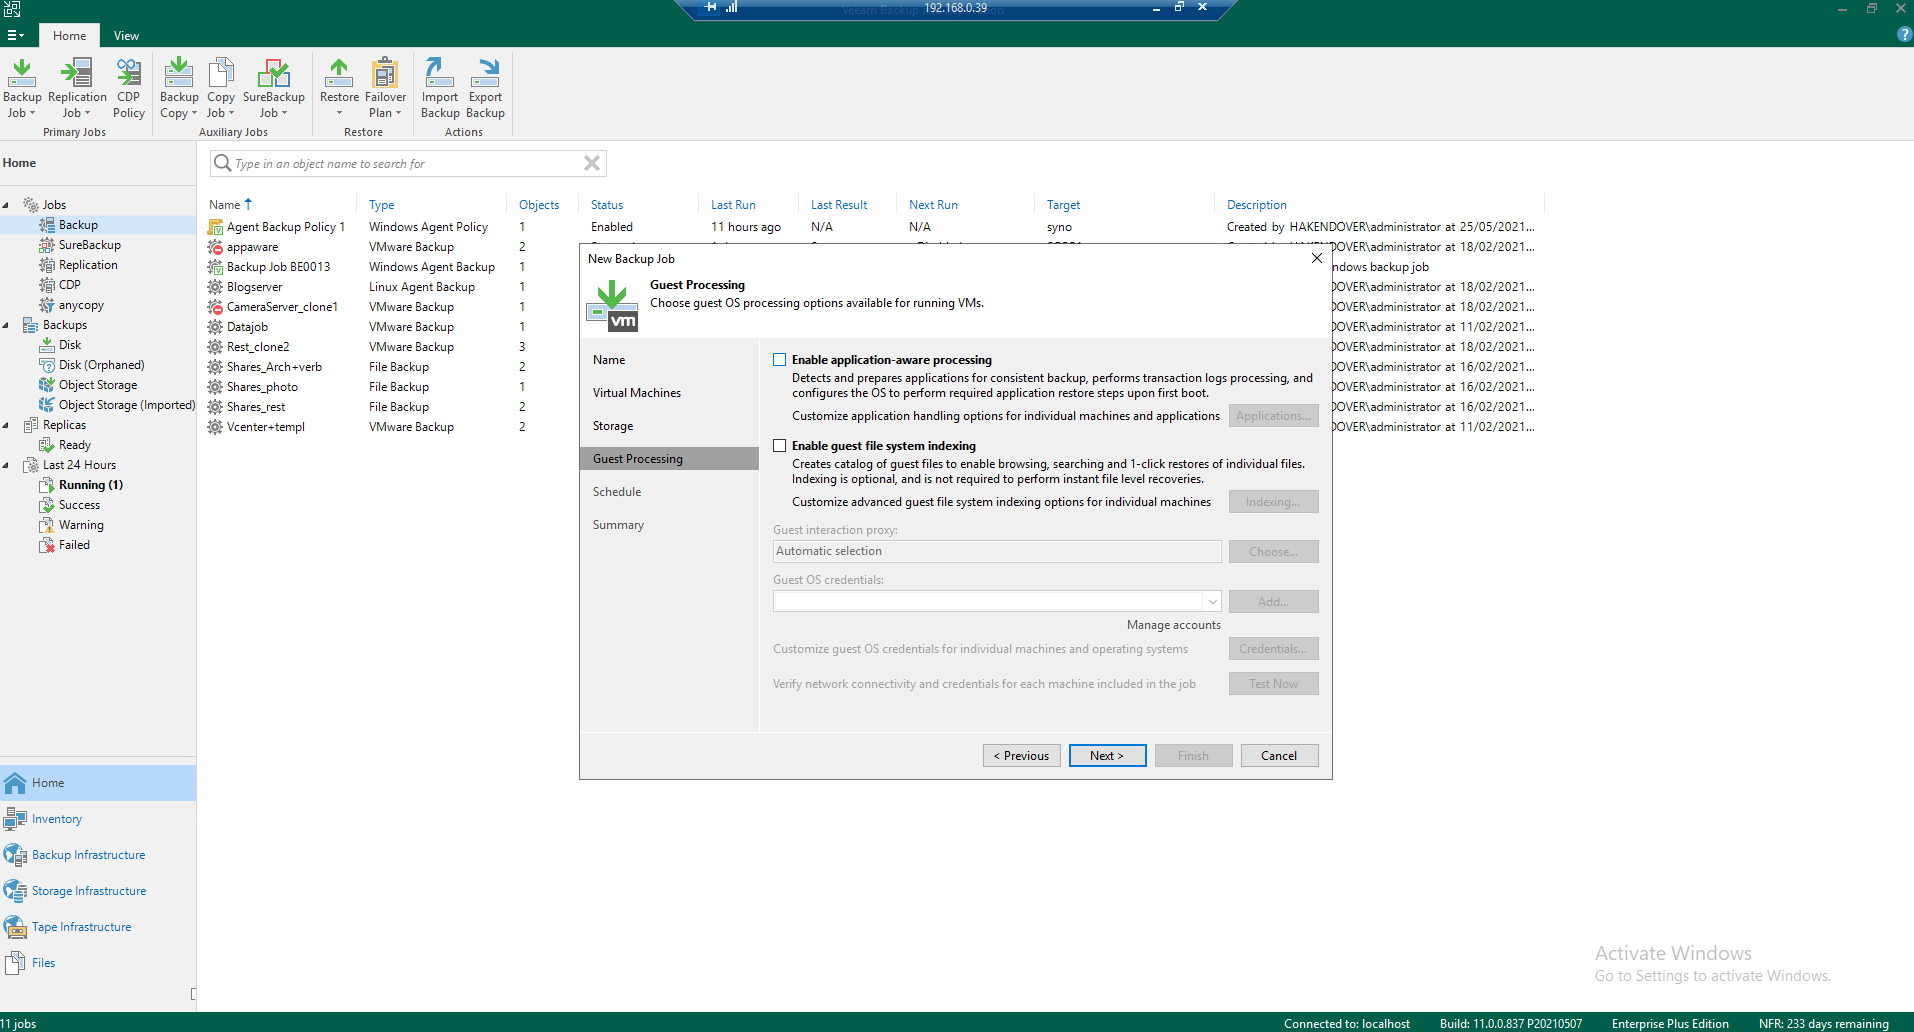 192.168.0.39
Home View
Backup Job Replication Job CDP Policy Backup Copy Copy Job SureBackup Job Restore Failover Plan Import Backup Export Backup
Primary Jobs Auxiliary Jobs Restore Actions
Home
Type in an object name to search for
Jobs
Backup
SureBackup
Replication
CDP
anycopy
Backups
Disk
Disk (Orphaned)
Object Storage
Object Storage (Imported)
Replicas
Ready
Last 24 Hours
Running (1)
Success
Warning
Failed
Home
Inventory
Backup Infrastructure
Storage Infrastructure
Tape Infrastructure
Files
Name Type Objects Status Last Run Last Result Next Run Target Description
Agent Backup Policy 1 Windows Agent Policy 1 Enabled 11 hours ago N/A N/A syno Created by HAKENDOVER\administrator at 25/05/2021...
appaware VMware Backup 2 DOVER\administrator at 18/02/2021...
Backup Job BE0013 Windows Agent Backup 1 ndows backup job
Blogserver Linux Agent Backup 1 DOVER\administrator at 18/02/2021...
CameraServer_clone1 VMware Backup 1 DOVER\administrator at 18/02/2021...
Datajob VMware Backup 1 DOVER\administrator at 11/02/2021...
Rest_clone2 VMware Backup 3 DOVER\administrator at 18/02/2021...
Shares_Arch+verb File Backup 2 DOVER\administrator at 16/02/2021...
Shares_photo File Backup 1 DOVER\administrator at 16/02/2021...
Shares_rest File Backup 2 DOVER\administrator at 16/02/2021...
Vcenter+templ VMware Backup 2 DOVER\administrator at 11/02/2021...
New Backup Job
Guest Processing
Choose guest OS processing options available for running VMs.
vm
Name
Virtual Machines
Storage
Guest Processing
Schedule
Summary
Enable application-aware processing
Detects and prepares applications for consistent backup, performs transaction logs processing, and
configures the OS to perform required application restore steps upon first boot.
Customize application handling options for individual machines and applications Applications...
Enable guest file system indexing
Creates catalog of guest files to enable browsing, searching and 1-click restores of individual files.
Indexing is optional, and is not required to perform instant file level recoveries.
Customize advanced guest file system indexing options for individual machines Indexing...
Guest interaction proxy:
Automatic selection Choose...
Guest OS credentials:
Add...
Manage accounts
Customize guest OS credentials for individual machines and operating systems Credentials...
Verify network connectivity and credentials for each machine included in the job Test Now
< Previous Next > Finish Cancel
Activate Windows
Go to Settings to activate Windows.
11 jobs Connected to: localhost Build: 11.0.0.837 P20210507 Enterprise Plus Edition NFR: 233 days remaining